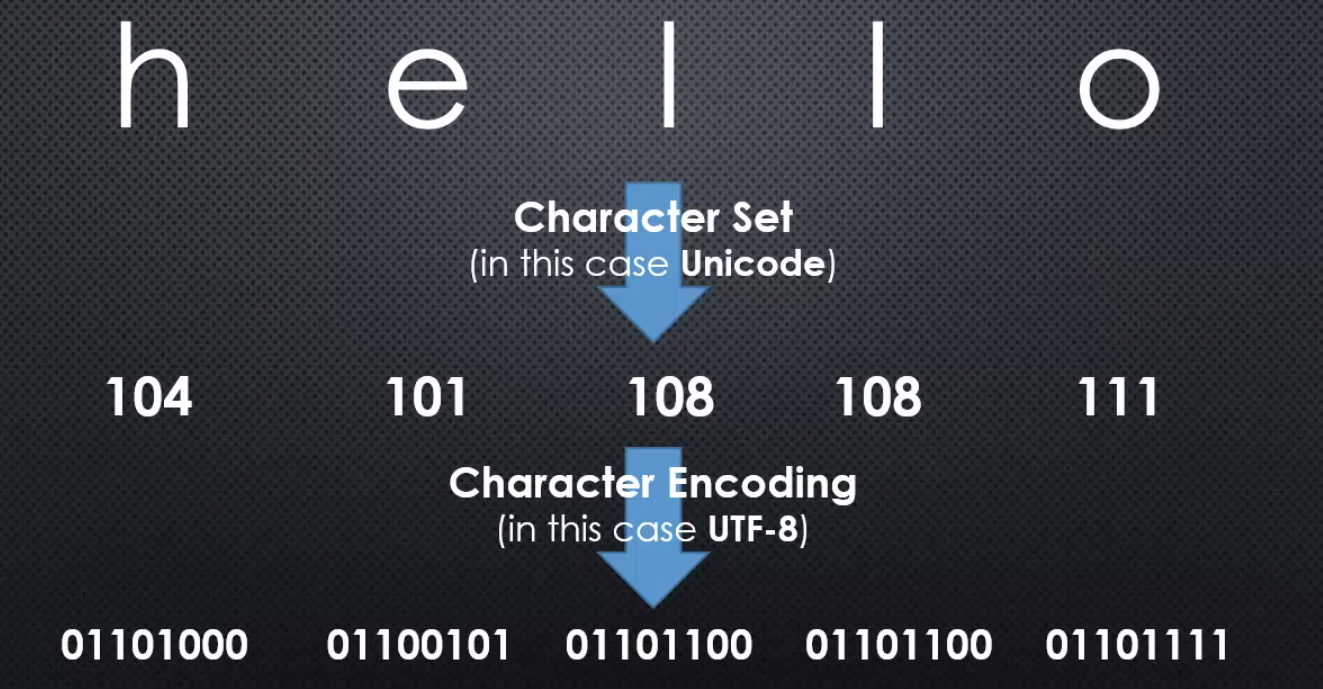 h e l l o
Character Set
(in this case Unicode)
104 101 108 108 111
Character Encoding
(in this case UTF-8)
01101000 01100101 01101100 01101100 01101111